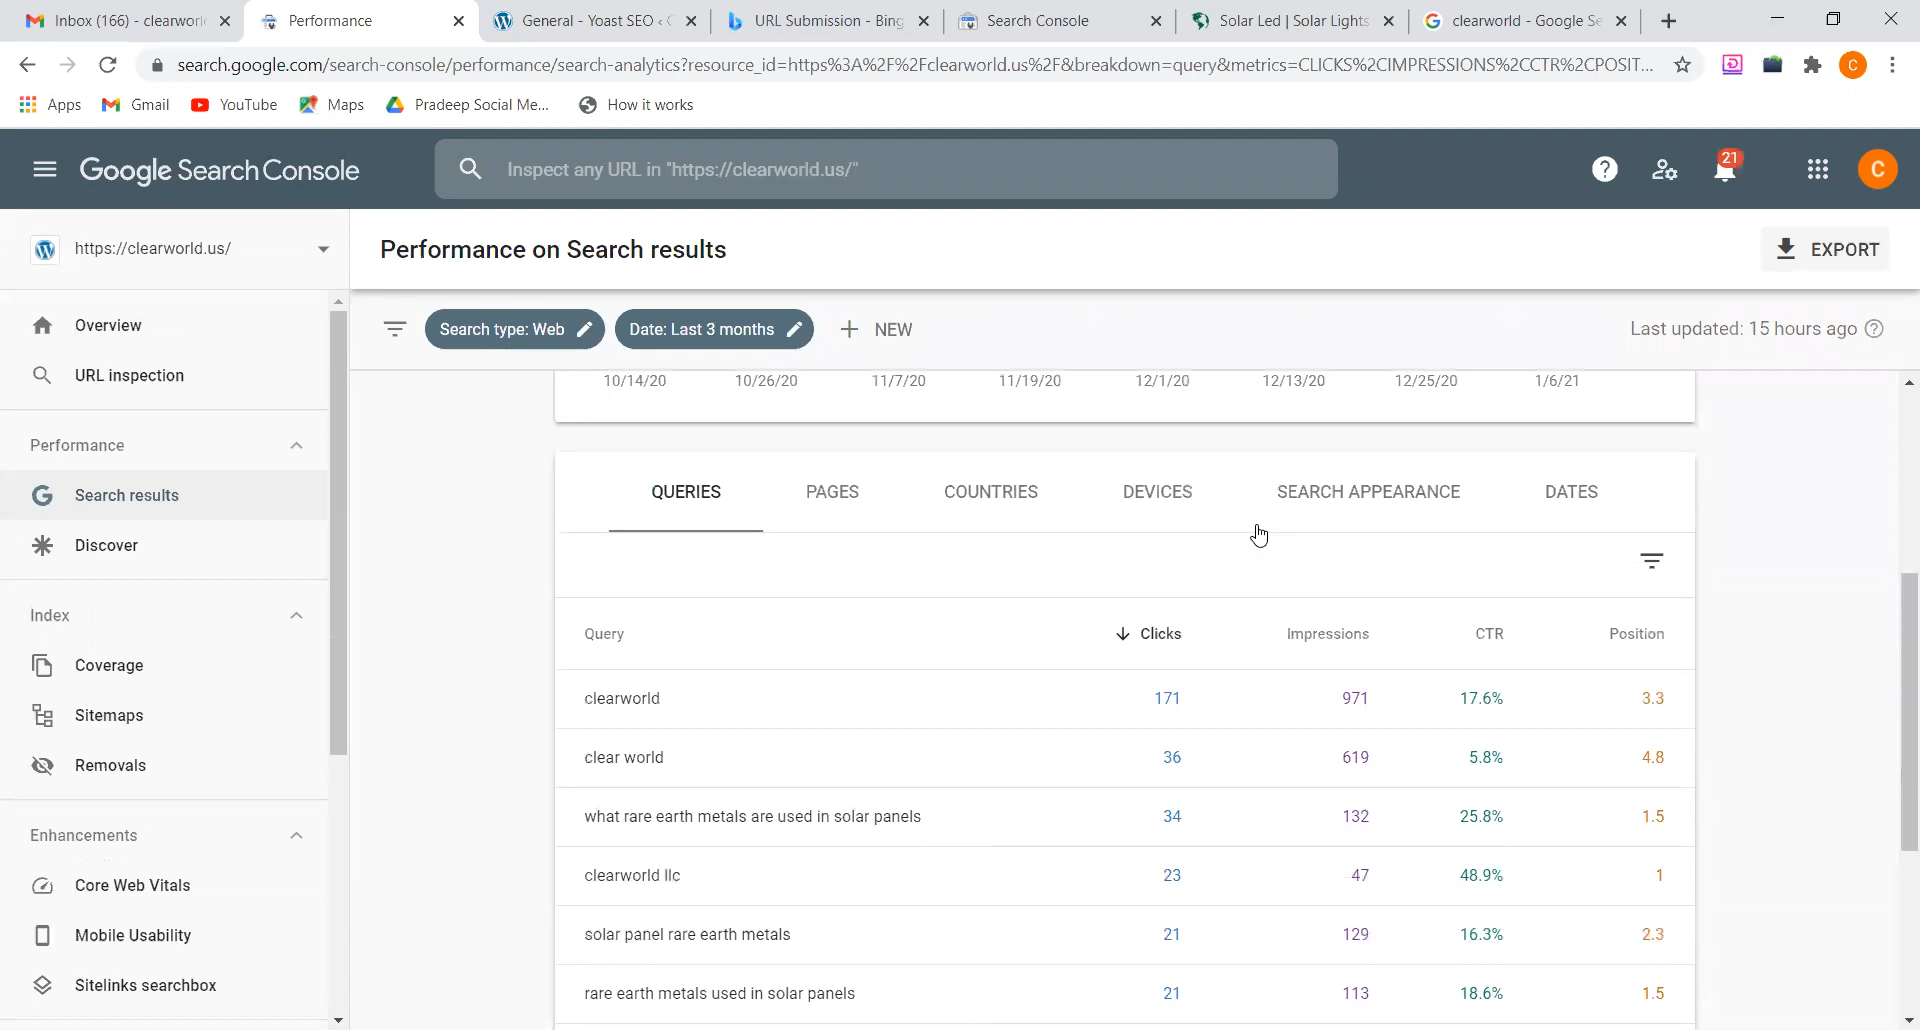 Inbox (166) - clearworl
Performance
General - Yoast SEO ‹
URL Submission - Bing
Search Console
Solar Led | Solar Lights
clearworld - Google Se
search.google.com/search-console/performance/search-analytics?resource_id=https%3A%2F%2Fclearworld.us%2F&breakdown=query&metrics=CLICKS%2CIMPRESSIONS%2CCTR%2CPOSIT...
C
Apps
Gmail
YouTube
Maps
Pradeep Social Me...
How it works
Google Search Console
Inspect any URL in "https://clearworld.us/"
21
C
https://clearworld.us/
Performance on Search results
EXPORT
Overview
URL inspection
Performance
Search results
Discover
Index
Coverage
Sitemaps
Removals
Enhancements
Core Web Vitals
Mobile Usability
Sitelinks searchbox
Search type: Web
Date: Last 3 months
NEW
Last updated: 15 hours ago
10/14/20 10/26/20 11/7/20 11/19/20 12/1/20 12/13/20 12/25/20 1/6/21
QUERIES PAGES COUNTRIES DEVICES SEARCH APPEARANCE DATES
Query Clicks Impressions CTR Position
clearworld 171 971 17.6% 3.3
clear world 36 619 5.8% 4.8
what rare earth metals are used in solar panels 34 132 25.8% 1.5
clearworld llc 23 47 48.9% 1
solar panel rare earth metals 21 129 16.3% 2.3
rare earth metals used in solar panels 21 113 18.6% 1.5